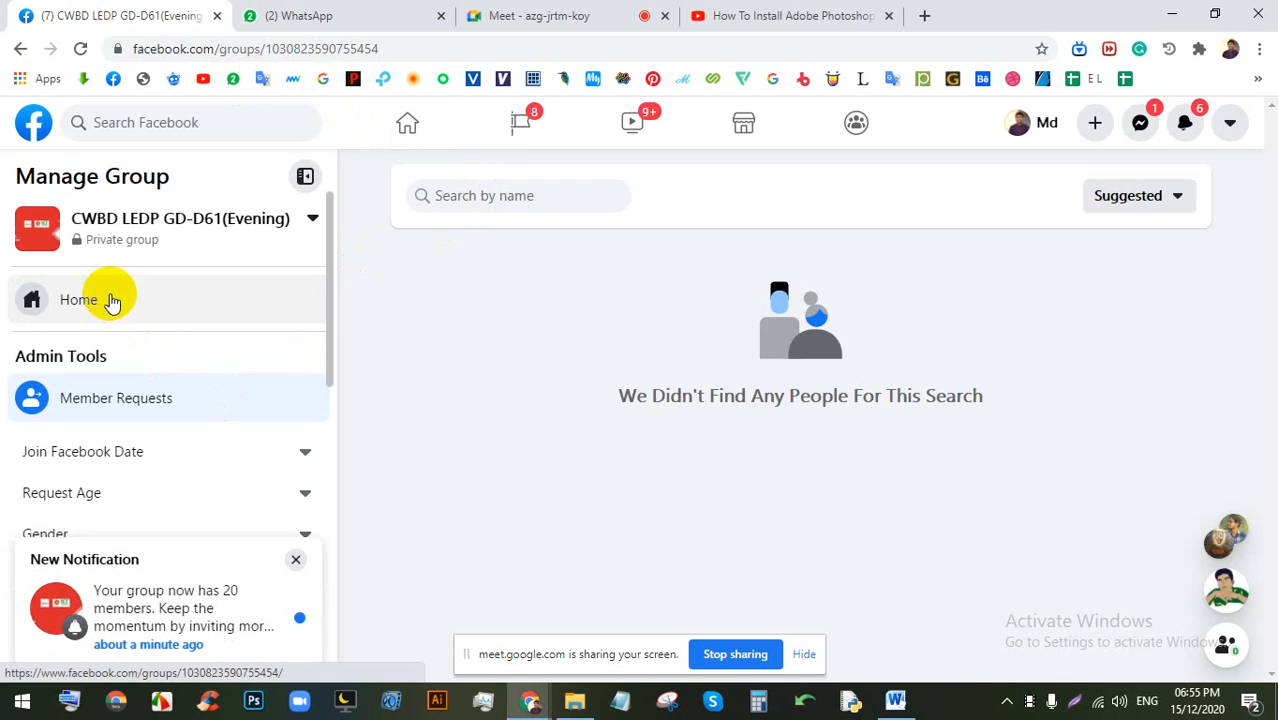 (7) CWBD LEDP GD-D61(Evening)
2
WhatsApp
Meet - azg-jrtm-koy
How To Install Adobe Photoshop
facebook.com/groups/1030823590755454
Apps
E L
Search Facebook
8
9+
Md
1
6
Manage Group
CWBD LEDP GD-D61(Evening)
Private group
Search by name
Suggested
Home
Admin Tools
Member Requests
We Didn't Find Any People For This Search
Join Facebook Date
Request Age
Gender
New Notification
Your group now has 20
members. Keep the
momentum by inviting mor...
about a minute ago
Activate Windows
Go to Settings to activate Windows
meet.google.com is sharing your screen.
Stop sharing
Hide
https://www.facebook.com/groups/1030823590755454/
Ps
Ai
ENG
06:55 PM
15/12/2020
2